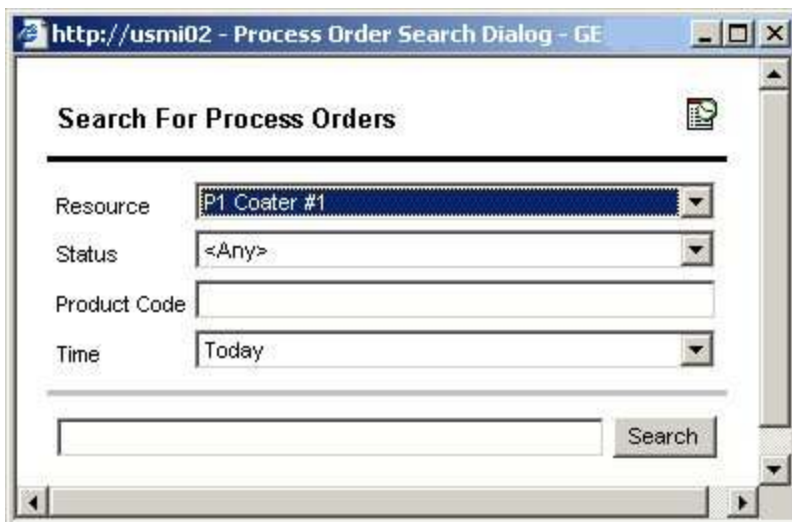 http://usmi02 - Process Order Search Dialog - GE
Search For Process Orders
Resource P1 Coater #1
Status <Any>
Product Code
Time Today
Search